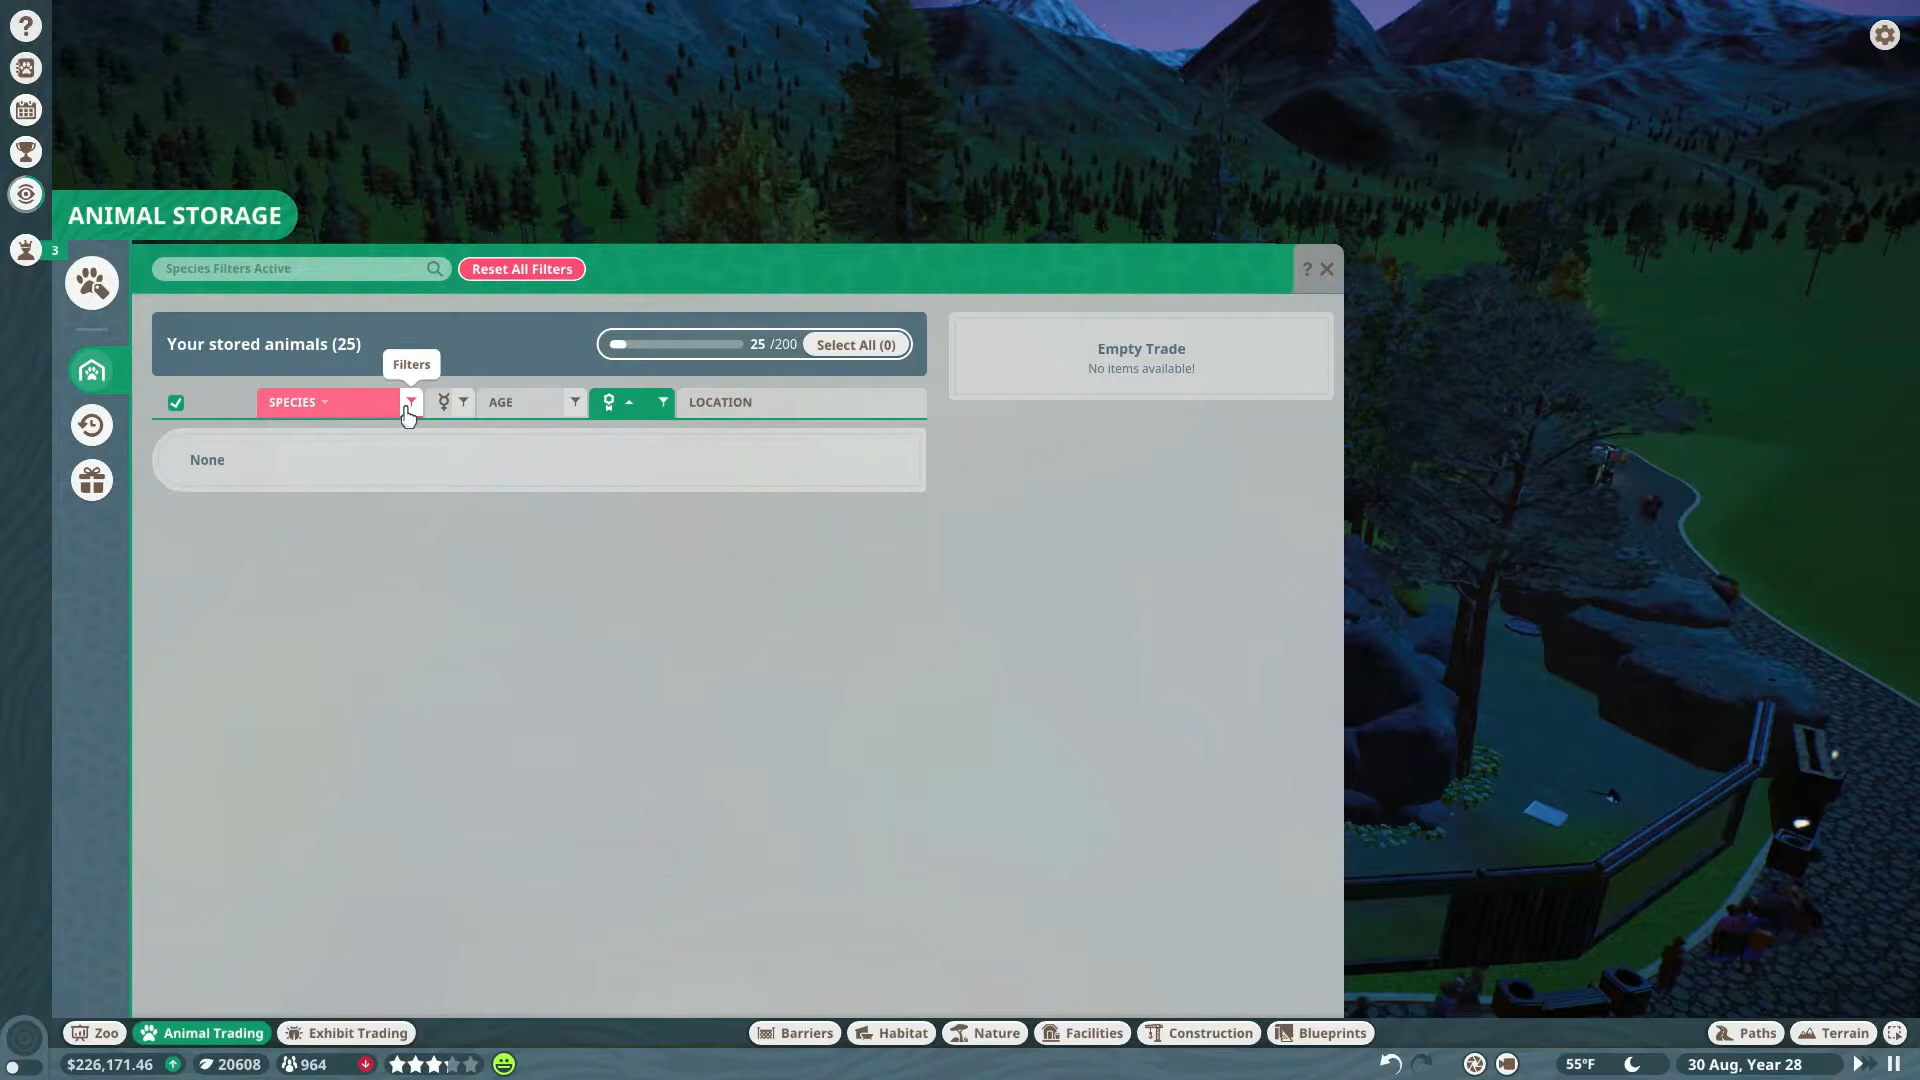 ANIMAL STORAGE
3
Species Filters Active
Reset All Filters
?
Your stored animals (25)
25 /200
Select All (0)
Empty Trade
No items available!
Filters
SPECIES
AGE
LOCATION
None
Zoo
Animal Trading
Exhibit Trading
Barriers
Habitat
Nature
Facilities
Construction
Blueprints
Paths
Terrain
$226,171.46
20608
964
55°F
30 Aug, Year 28